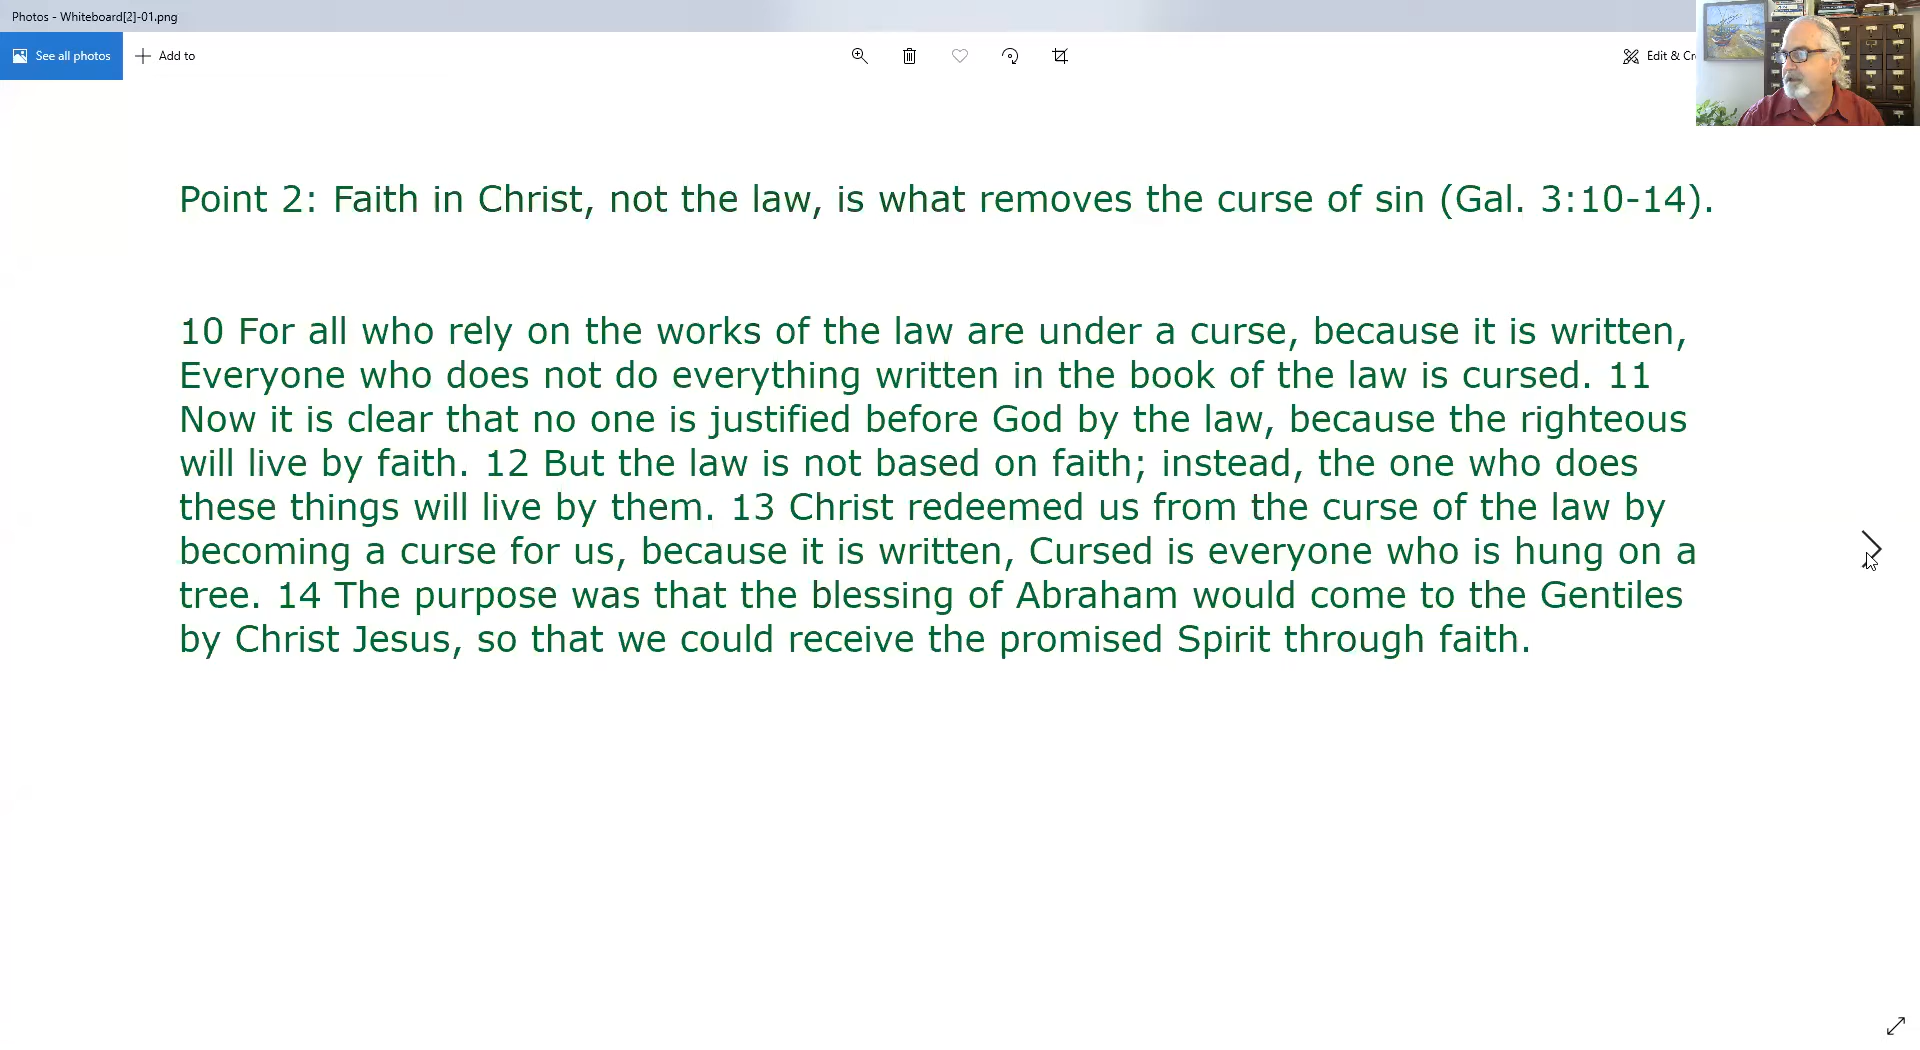 Photos - Whiteboard[2]-01.png
See all photos
Add to
Edit & Cr
Point 2: Faith in Christ, not the law, is what removes the curse of sin (Gal. 3:10-14).
10 For all who rely on the works of the law are under a curse, because it is written,
Everyone who does not do everything written in the book of the law is cursed. 11
Now it is clear that no one is justified before God by the law, because the righteous
will live by faith. 12 But the law is not based on faith; instead, the one who does
these things will live by them. 13 Christ redeemed us from the curse of the law by
becoming a curse for us, because it is written, Cursed is everyone who is hung on a
tree. 14 The purpose was that the blessing of Abraham would come to the Gentiles
by Christ Jesus, so that we could receive the promised Spirit through faith.